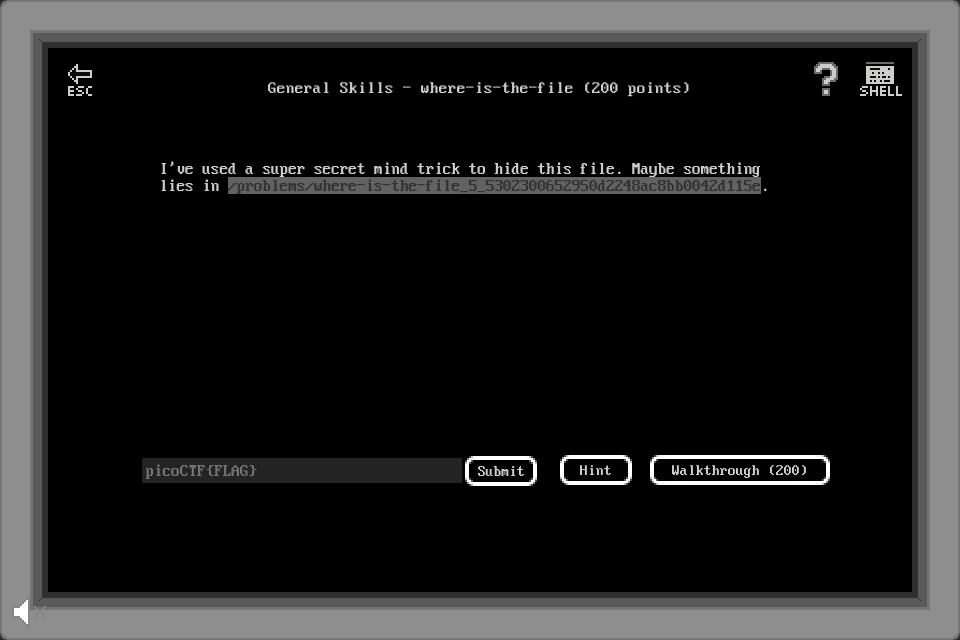 ESC
General Skills - where-is-the-file (200 points)
?
SHELL
I've used a super secret mind trick to hide this file. Maybe something
lies in /problems/where-is-the-file_5_5302300652950d2248ac8bb0042d115e.
picoCTF{FLAG}
Submit
Hint
Walkthrough (200)